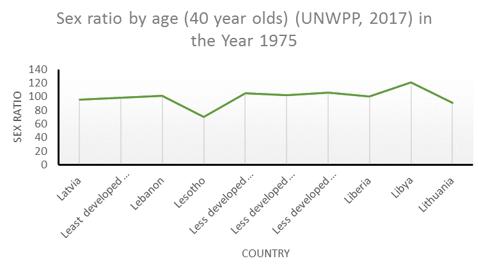 Sex ratio by age (40 year olds) (UNWPP, 2017) in
the Year 1975
140
120
100
80
60
40
20
0
SEX RATIO
Latvia
Least developed...
Lebanon
Lesotho
Less developed...
Less developed...
Less developed...
Liberia
Libya
Lithuania
COUNTRY